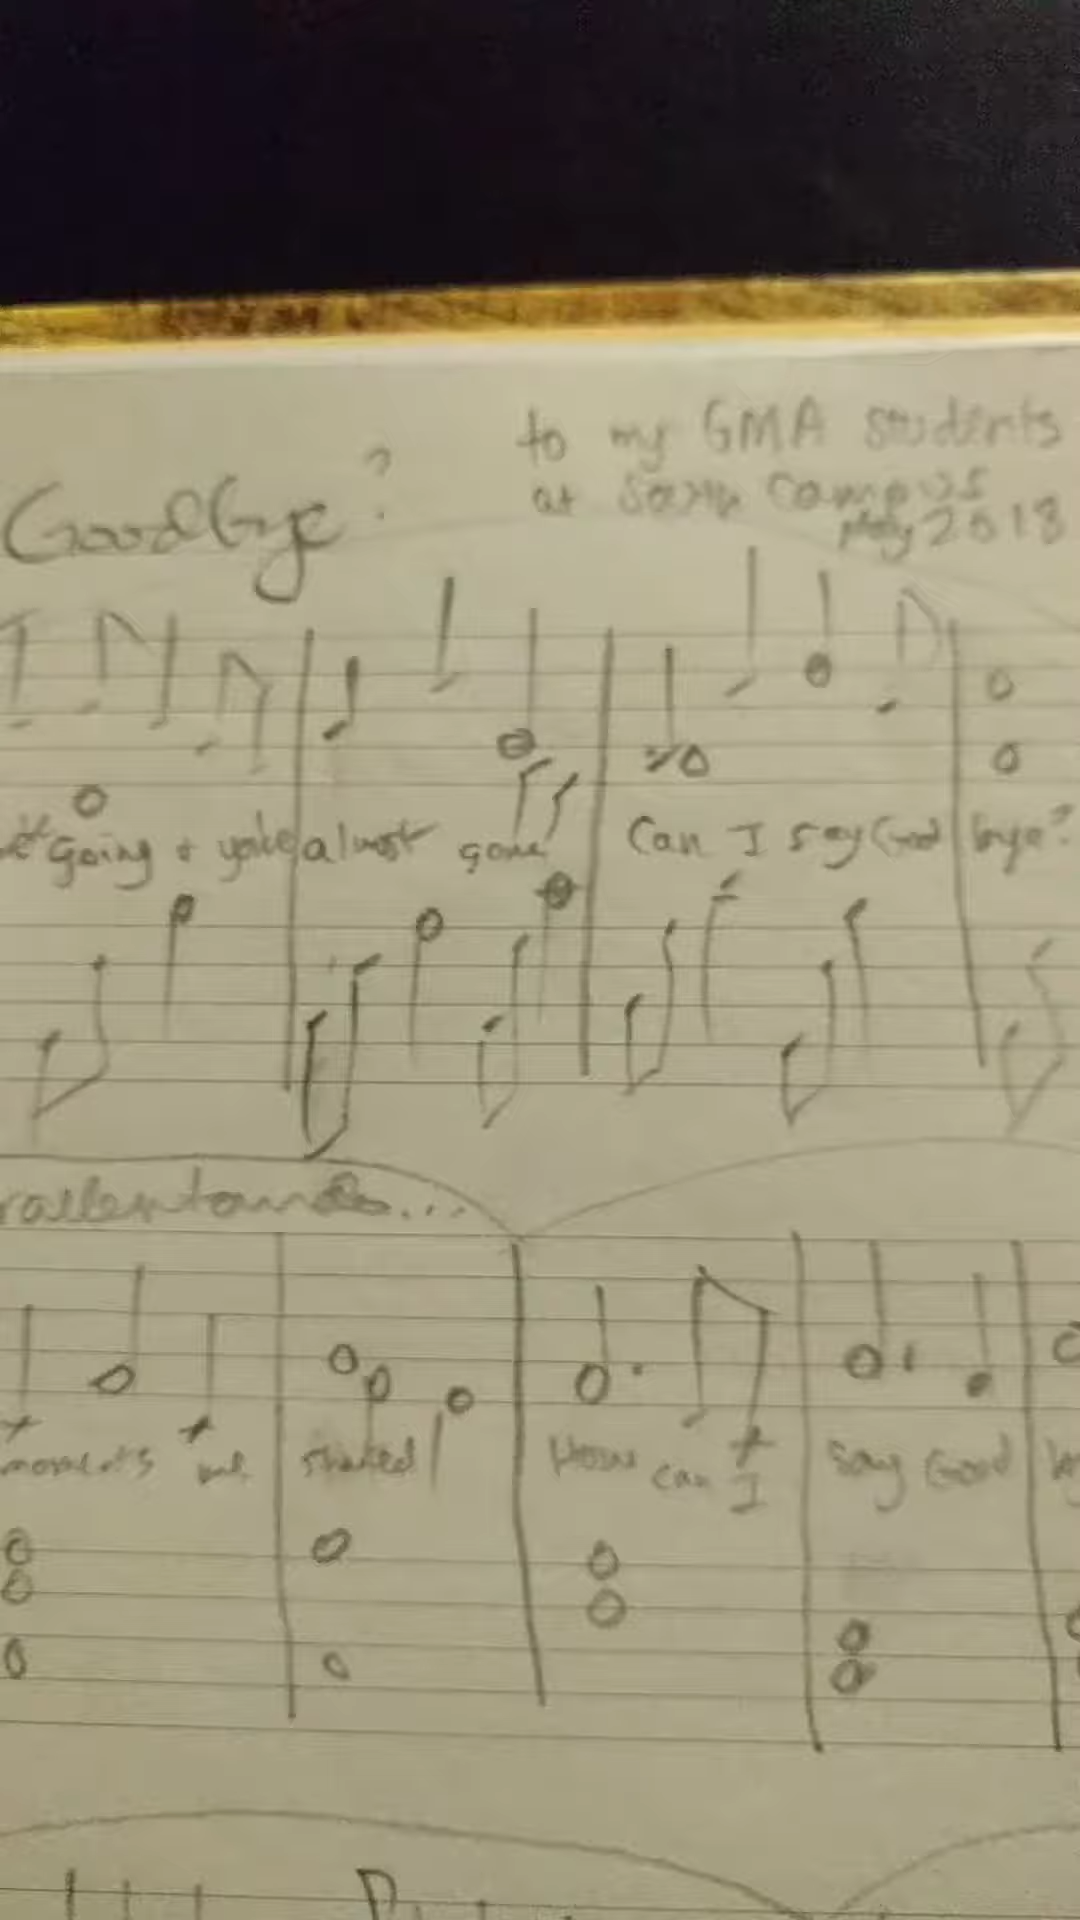 to my GMA students
Goodbye?
at Campus
May 2018
going + you're almost gone Can I say Good bye?
rallentando...
moments we shared How can I say Good